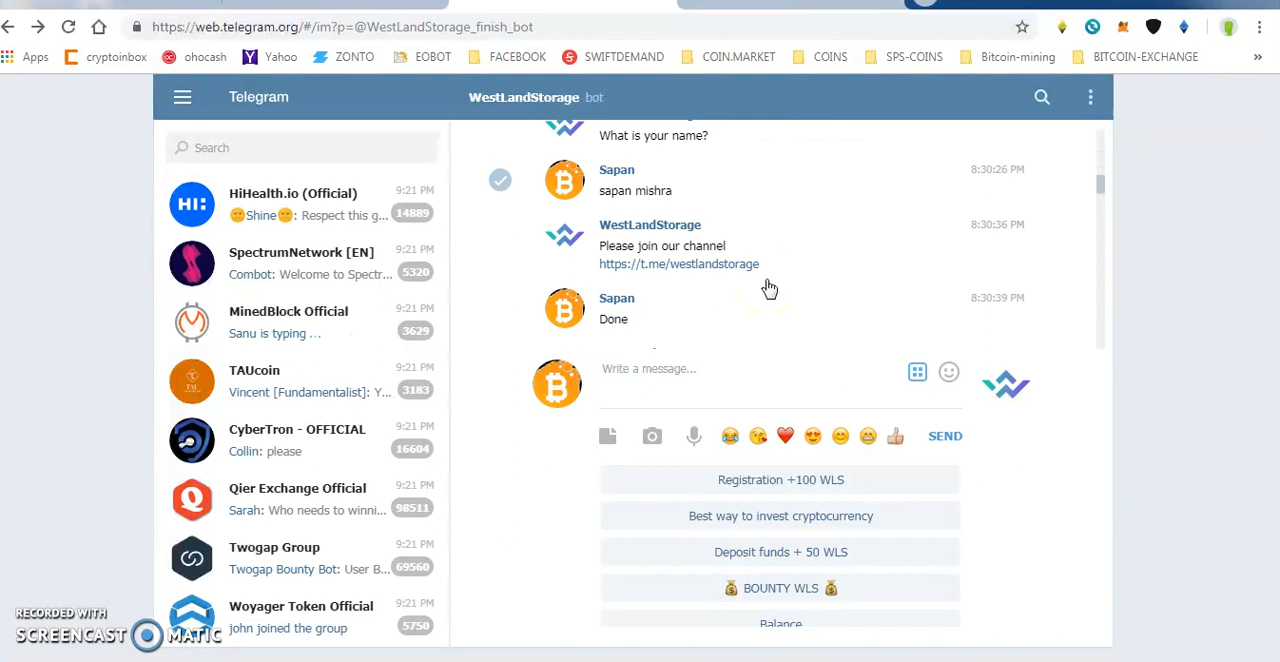 https://web.telegram.org/#/im?p=@WestLandStorage_finish_bot
Apps
cryptoinbox
ohocash
Yahoo
ZONTO
EOBOT
FACEBOOK
SWIFTDEMAND
COIN.MARKET
COINS
SPS-COINS
Bitcoin-mining
BITCOIN-EXCHANGE
»
Telegram
WestLandStorage bot
Search
HI:
HiHealth.io (Official)
9:21 PM
🌞Shine🌞: Respect this g...
14889
SpectrumNetwork [EN]
9:21 PM
Combot: Welcome to Spectr...
5320
MinedBlock Official
9:21 PM
Sanu is typing ...
3629
TAU
TAUcoin
9:21 PM
Vincent [Fundamentalist]: Y...
3183
CyberTron - OFFICIAL
9:21 PM
Collin: please
16604
Qier Exchange Official
9:21 PM
Sarah: Who needs to winni...
98511
Twogap Group
9:21 PM
Twogap Bounty Bot: User B...
69560
Woyager Token Official
9:21 PM
john joined the group
5750
What is your name?
Sapan
8:30:26 PM
sapan mishra
WestLandStorage
8:30:36 PM
Please join our channel
https://t.me/westlandstorage
Sapan
8:30:39 PM
Done
Write a message...
😂 😘 ❤️ 😍 😊 😁 👍
SEND
Registration +100 WLS
Best way to invest cryptocurrency
Deposit funds + 50 WLS
💰 BOUNTY WLS 💰
Balance
RECORDED WITH
SCREENCAST MATIC